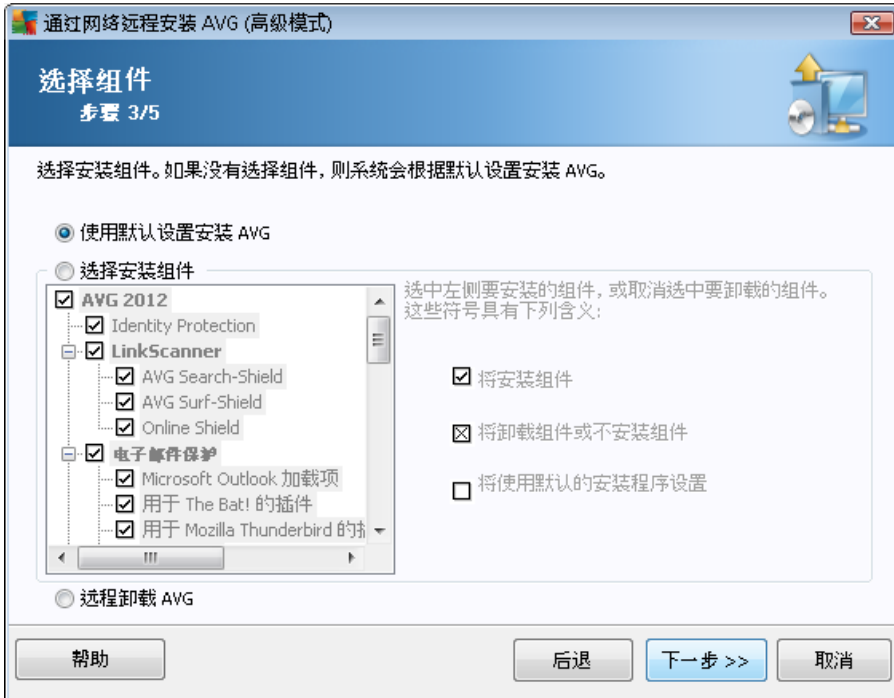 通过网络远程安装 AVG (高级模式)
选择组件
步骤 3/5
选择安装组件。如果没有选择组件，则系统会根据默认设置安装 AVG。
使用默认设置安装 AVG
选择安装组件
AVG 2012
Identity Protection
LinkScanner
AVG Search-Shield
AVG Surf-Shield
Online Shield
电子邮件保护
Microsoft Outlook 加载项
用于 The Bat! 的插件
用于 Mozilla Thunderbird 的
选中左侧要安装的组件，或取消选中要卸载的组件。
这些符号具有下列含义:
将安装组件
将卸载组件或不安装组件
将使用默认的安装程序设置
远程卸载 AVG
帮助
后退
下一步 >>
取消